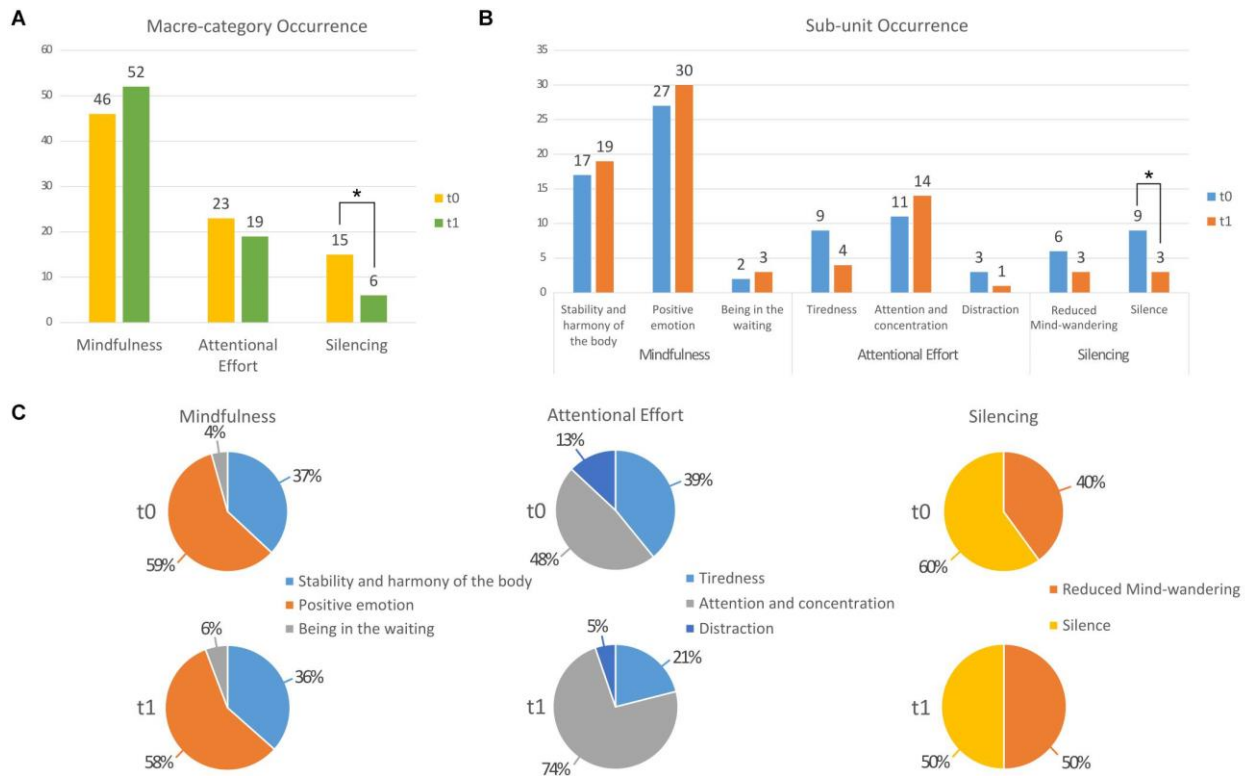 A
Macro-category Occurrence
60
50
40
30
20
10
0
46
52
23
19
15
*
6
Mindfulness
Attentional
Effort
Silencing
t0
t1
B
Sub-unit Occurrence
35
30
25
20
15
10
5
0
17
19
27
30
2
3
9
4
11
14
3
1
6
3
9
*
3
Stability and
harmony of
the body
Positive
emotion
Being in the
waiting
Tiredness
Attention and
concentration
Distraction
Reduced
Mind-wandering
Silence
Mindfulness
Attentional Effort
Silencing
t0
t1
C
Mindfulness
t0
4%
37%
59%
Stability and harmony of the body
Positive emotion
Being in the waiting
t1
6%
36%
58%
Attentional Effort
t0
13%
39%
48%
Tiredness
Attention and concentration
Distraction
t1
5%
21%
74%
Silencing
t0
40%
60%
Reduced Mind-wandering
Silence
t1
50%
50%